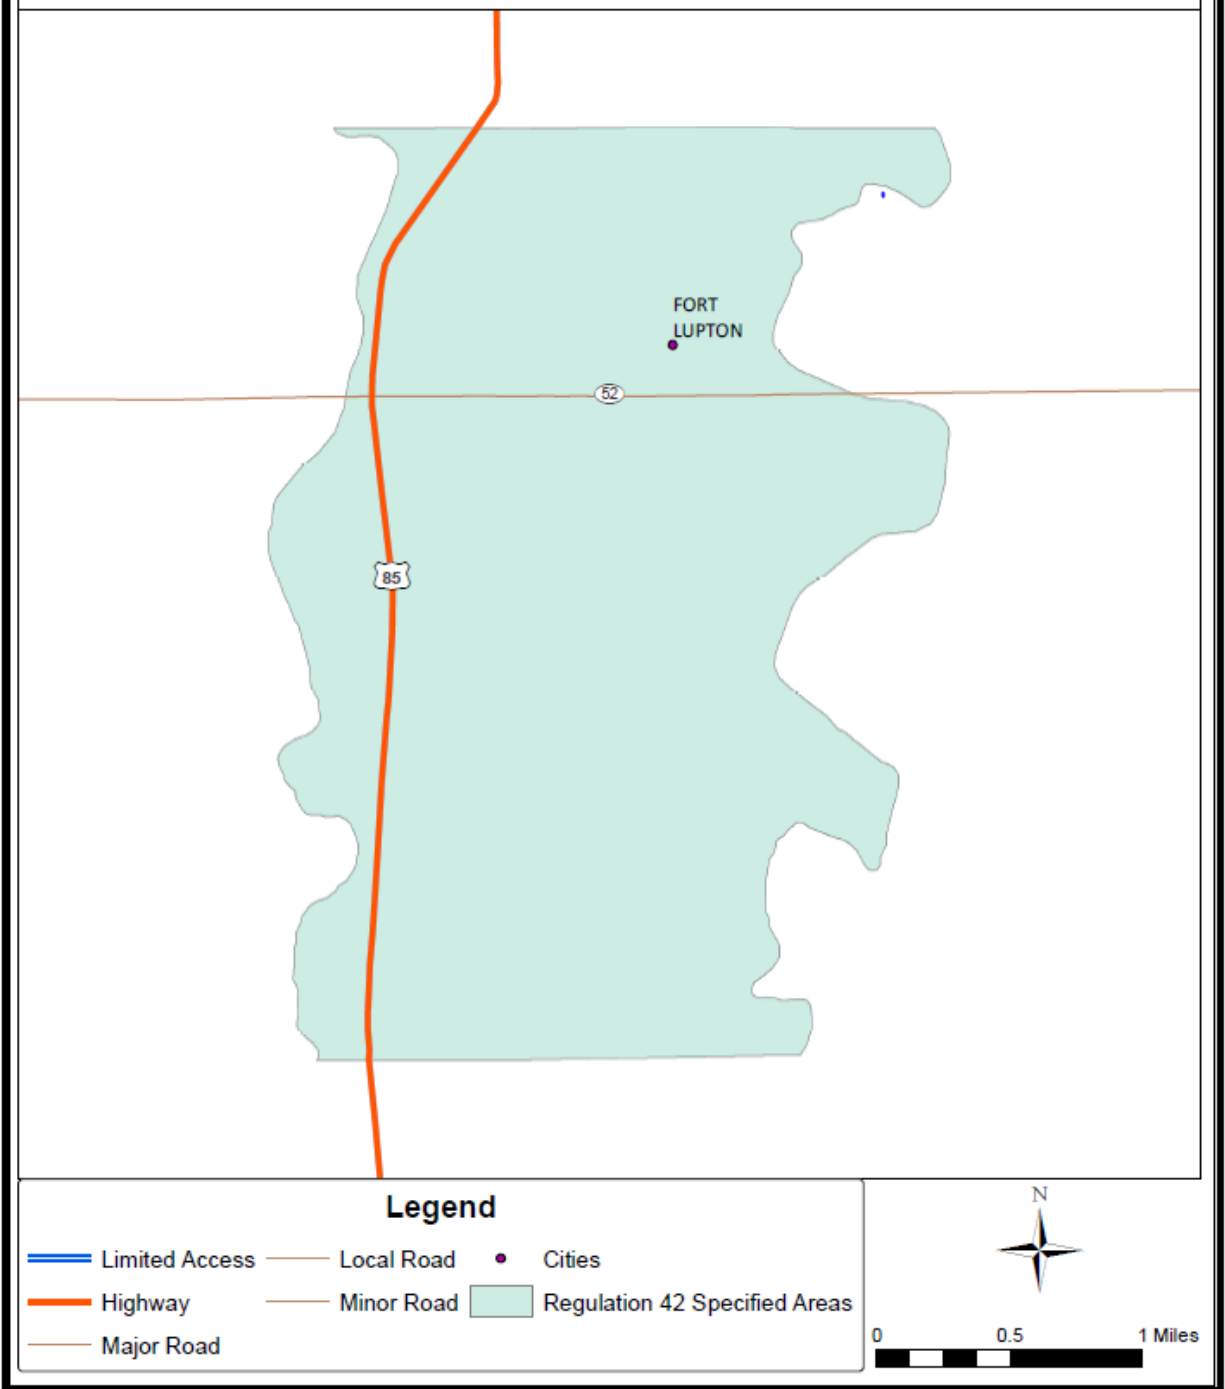 FORT
LUPTON
52
85
Legend
Limited Access
Local Road
Cities
Highway
Minor Road
Regulation 42 Specified Areas
Major Road
N
0 0.5 1 Miles